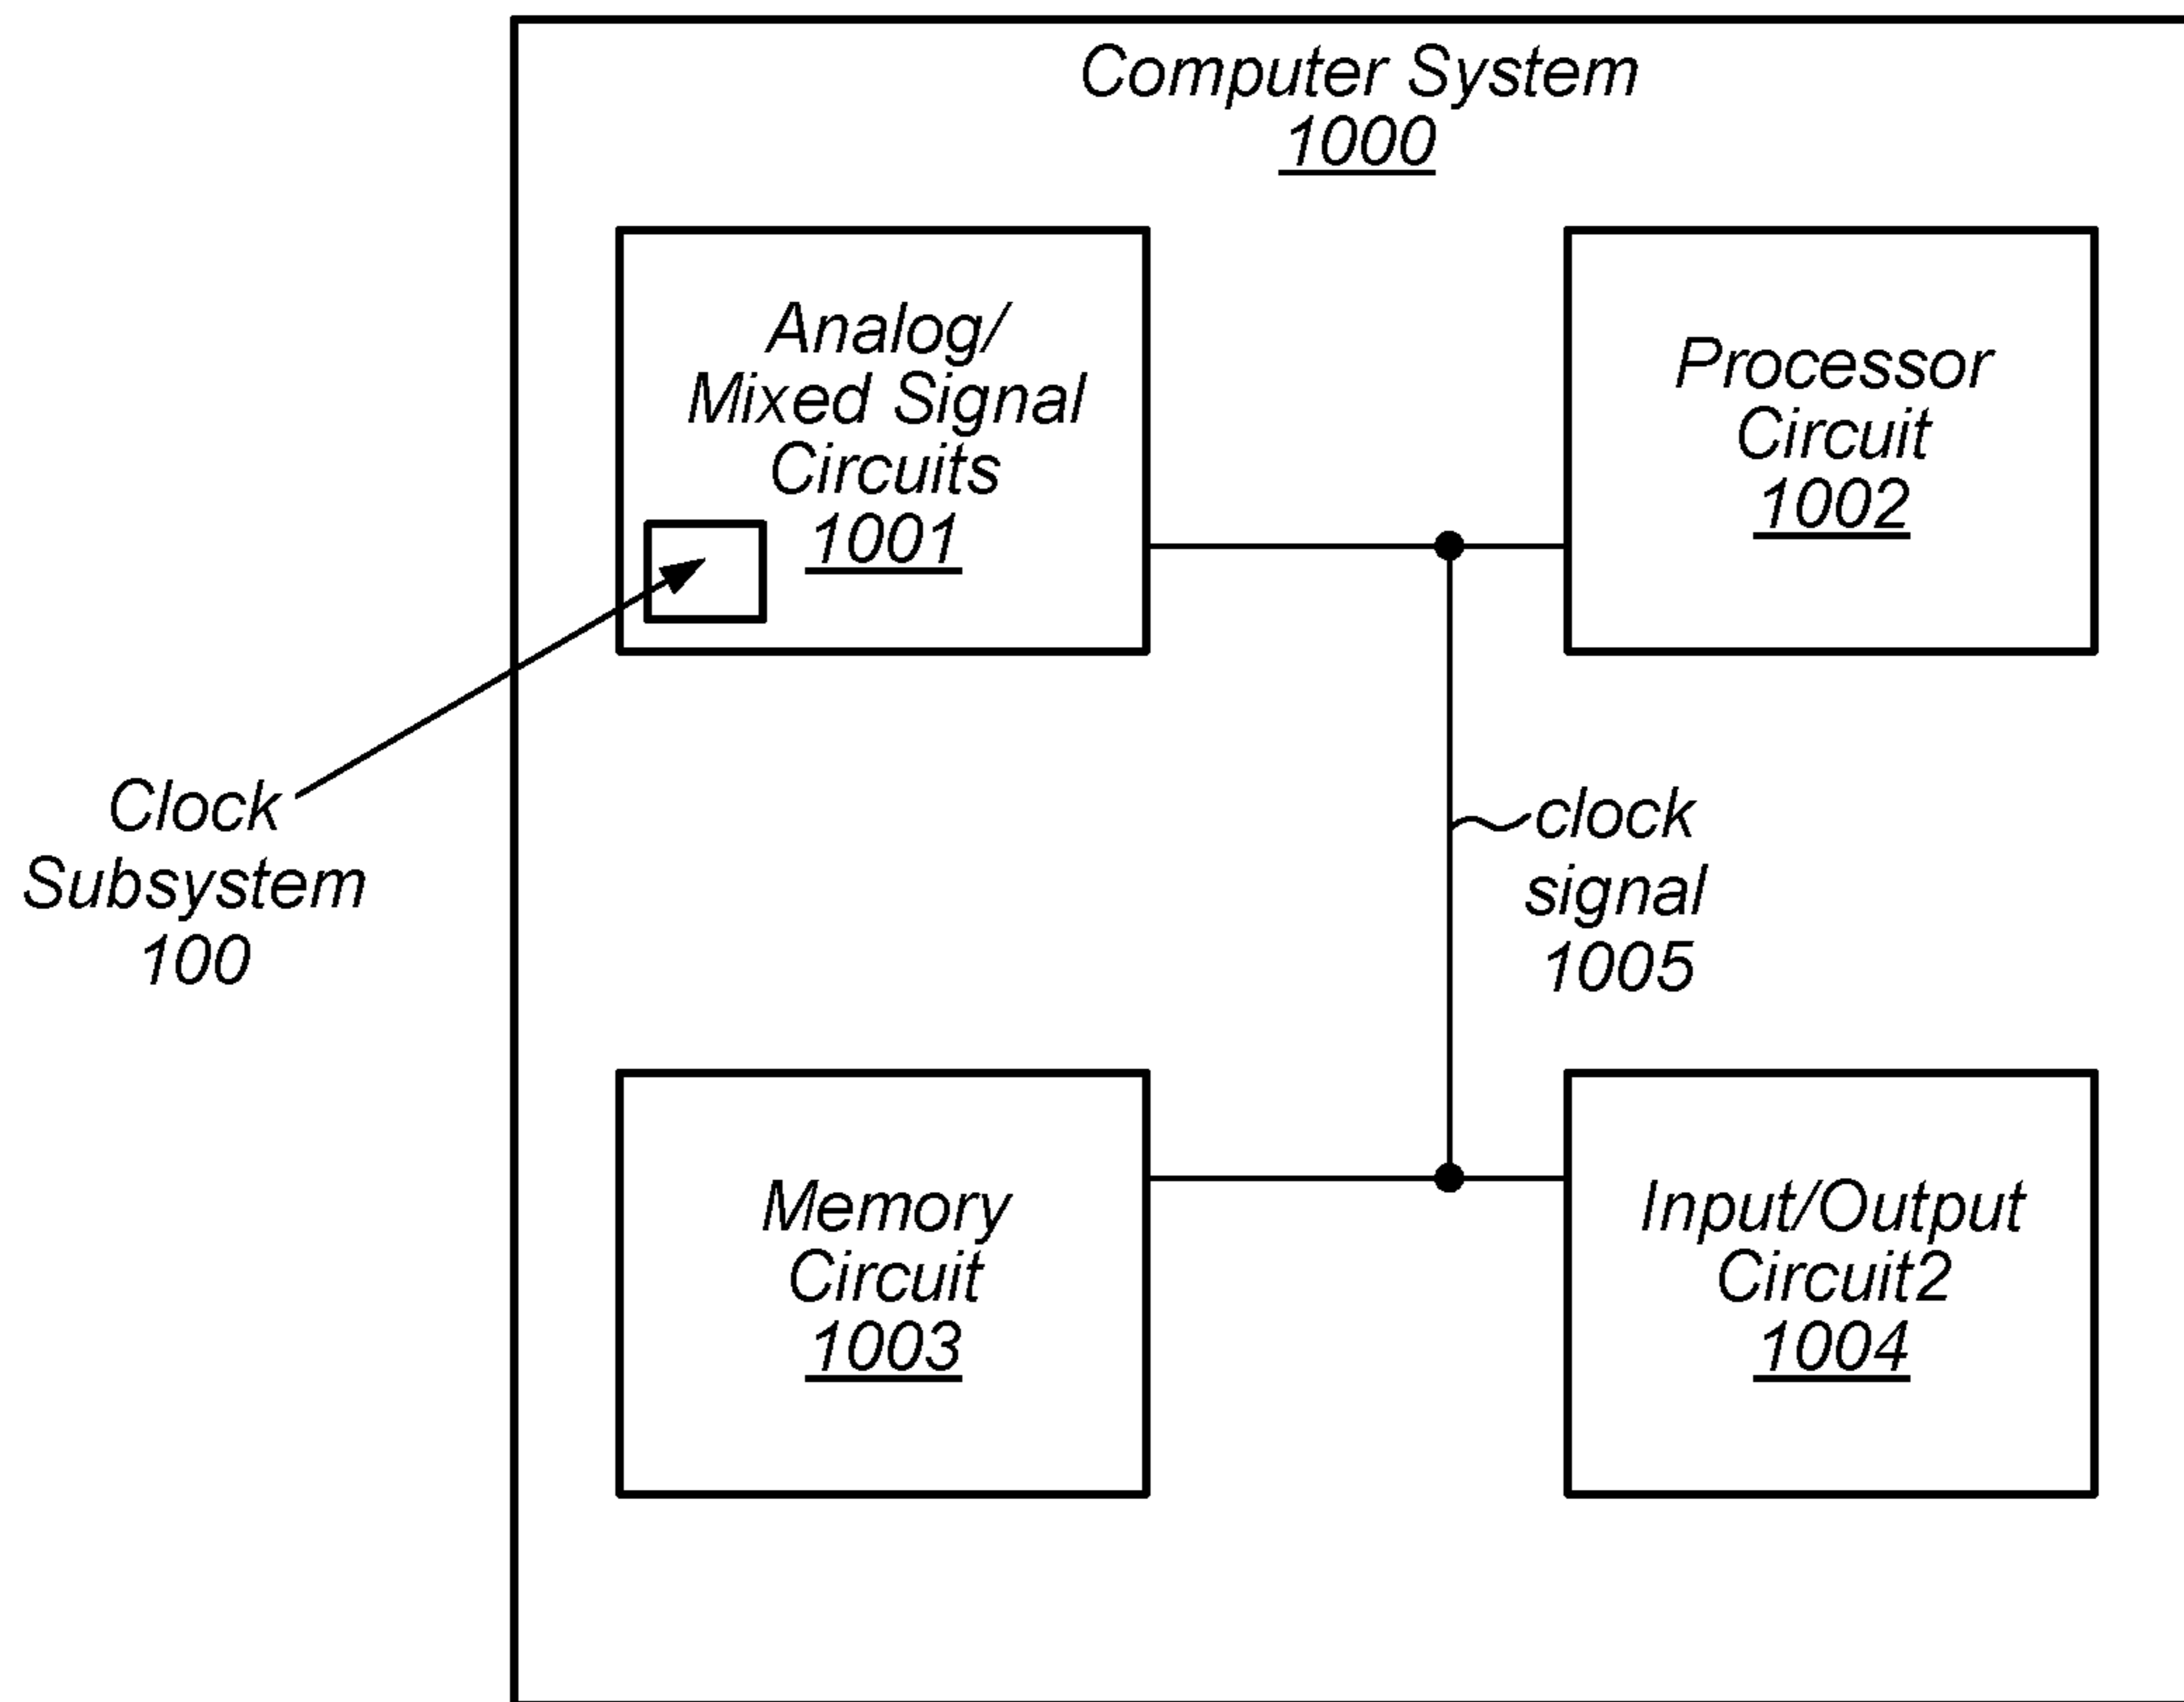 Computer System
1000
Analog/
Mixed Signal
Circuits
1001
Processor
Circuit
1002
Clock
Subsystem
100
clock
signal
1005
Memory
Circuit
1003
Input/Output
Circuit2
1004